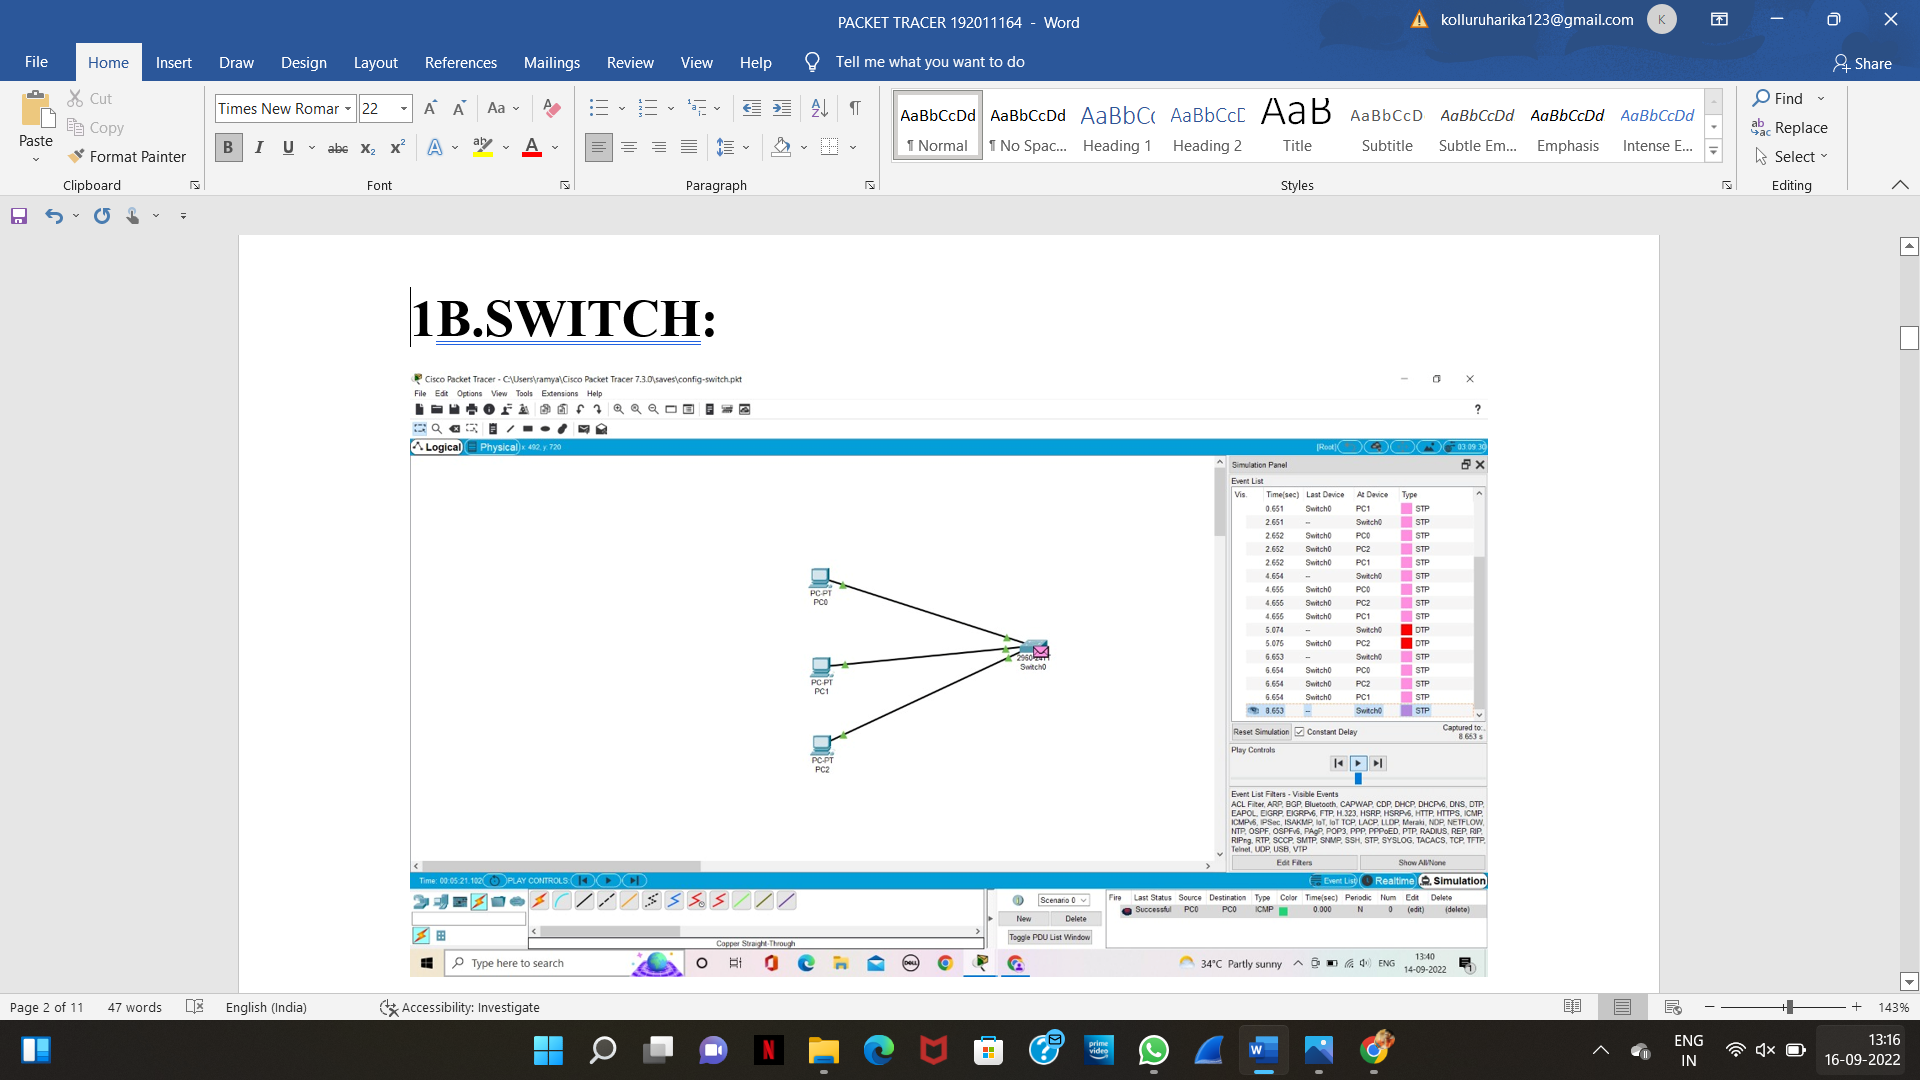 PACKET TRACER 192011164 - Word
kolluruharika123@gmail.com
K
File Home Insert Draw Design Layout References Mailings Review View Help Tell me what you want to do
Share
Paste
Cut
Copy
Format Painter
Clipboard
Times New Roman 22
Aa
B I U abc x₂ x² A ab A
Font
Paragraph
AaBbCcDd AaBbCcDd AaBbCc AaBbCcD AaB AaBbCcD AaBbCcDd AaBbCcDd AaBbCcDd
¶ Normal ¶ No Spac... Heading 1 Heading 2 Title Subtitle Subtle Em... Emphasis Intense E...
Styles
Find
Replace
Select
Editing
1B.SWITCH:
Cisco Packet Tracer - C:\Users\ramya\Cisco Packet Tracer 7.3.0\saves\config-switch.pkt
File Edit Options View Tools Extensions Help
Logical Physical x: 492, y: 720
[Root] 03:09:30
PC-PT
PC0
PC-PT
PC1
PC-PT
PC2
Switch0
Simulation Panel
Event List
Vis. Time(sec) Last Device At Device Type
0.651 Switch0 PC1 STP
2.651 -- Switch0 STP
2.652 Switch0 PC0 STP
2.652 Switch0 PC2 STP
2.652 Switch0 PC1 STP
4.654 -- Switch0 STP
4.655 Switch0 PC0 STP
4.655 Switch0 PC2 STP
4.655 Switch0 PC1 STP
5.074 -- Switch0 DTP
5.075 Switch0 PC2 DTP
6.653 -- Switch0 STP
6.654 Switch0 PC0 STP
6.654 Switch0 PC2 STP
6.654 Switch0 PC1 STP
8.653 -- Switch0 STP
Reset Simulation Constant Delay Captured to:
8.653 s
Play Controls
Event List Filters - Visible Events
ACL Filter, ARP, BGP, Bluetooth, CAPWAP, CDP, DHCP, DHCPv6, DNS, DTP,
EAPOL, EIGRP, EIGRPv6, FTP, H.323, HSRP, HSRPv6, HTTP, HTTPS, ICMP,
ICMPv6, IPSec, ISAKMP, IoT, IoT TCP, LACP, LLDP, Meraki, NDP, NETFLOW,
NTP, OSPF, OSPFv6, PAgP, POP3, PPP, PPPoED, PTP, RADIUS, REP, RIP,
RIPng, RTP, SCCP, SMTP, SNMP, SSH, STP, SYSLOG, TACACS, TCP, TFTP,
Telnet, UDP, USB, VTP
Edit Filters Show All/None
Time: 00:05:21.102 PLAY CONTROLS:
Event List Realtime Simulation
Copper Straight-Through
Scenario 0
New Delete
Toggle PDU List Window
Fire Last Status Source Destination Type Color Time(sec) Periodic Num Edit Delete
Successful PC0 PC0 ICMP 0.000 N 0 (edit) (delete)
Type here to search
34°C Partly sunny ENG 13:40
14-09-2022
Page 2 of 11 47 words English (India) Accessibility: Investigate 143%
prime
video
ENG
IN
13:16
16-09-2022